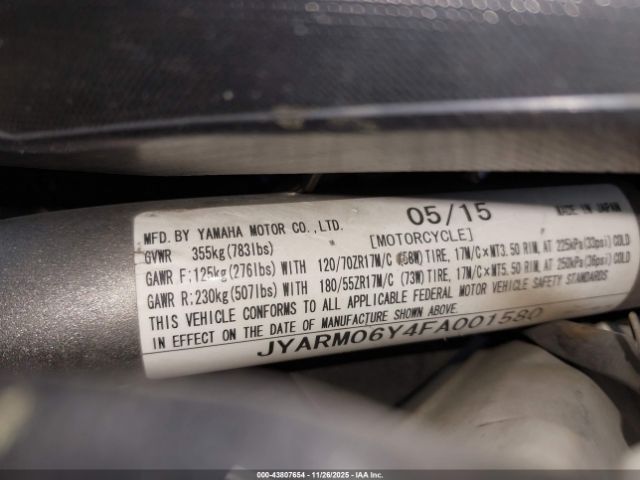 MFD. BY YAMAHA MOTOR CO.,LTD. 05/15 MADE IN JAPAN
GVWR 355kg(783lbs) [MOTORCYCLE]
GAWR F:125kg(276lbs) WITH 120/70ZR17M/C (58W) TIRE, 17M/C×MT3.50 RIM, AT 225kPa(33psi) COLD
GAWR R:230kg(507lbs) WITH 180/55ZR17M/C (73W) TIRE, 17M/C×MT5.50 RIM, AT 250kPa(36psi) COLD
THIS VEHICLE CONFORMS TO ALL APPLICABLE FEDERAL MOTOR VEHICLE SAFETY STANDARDS
IN EFFECT ON THE DATE OF MANUFACTURE SHOWN ABOVE.
JYARM06Y4FA001580
000-43807654 | 11/26/2025 | IAA Inc.